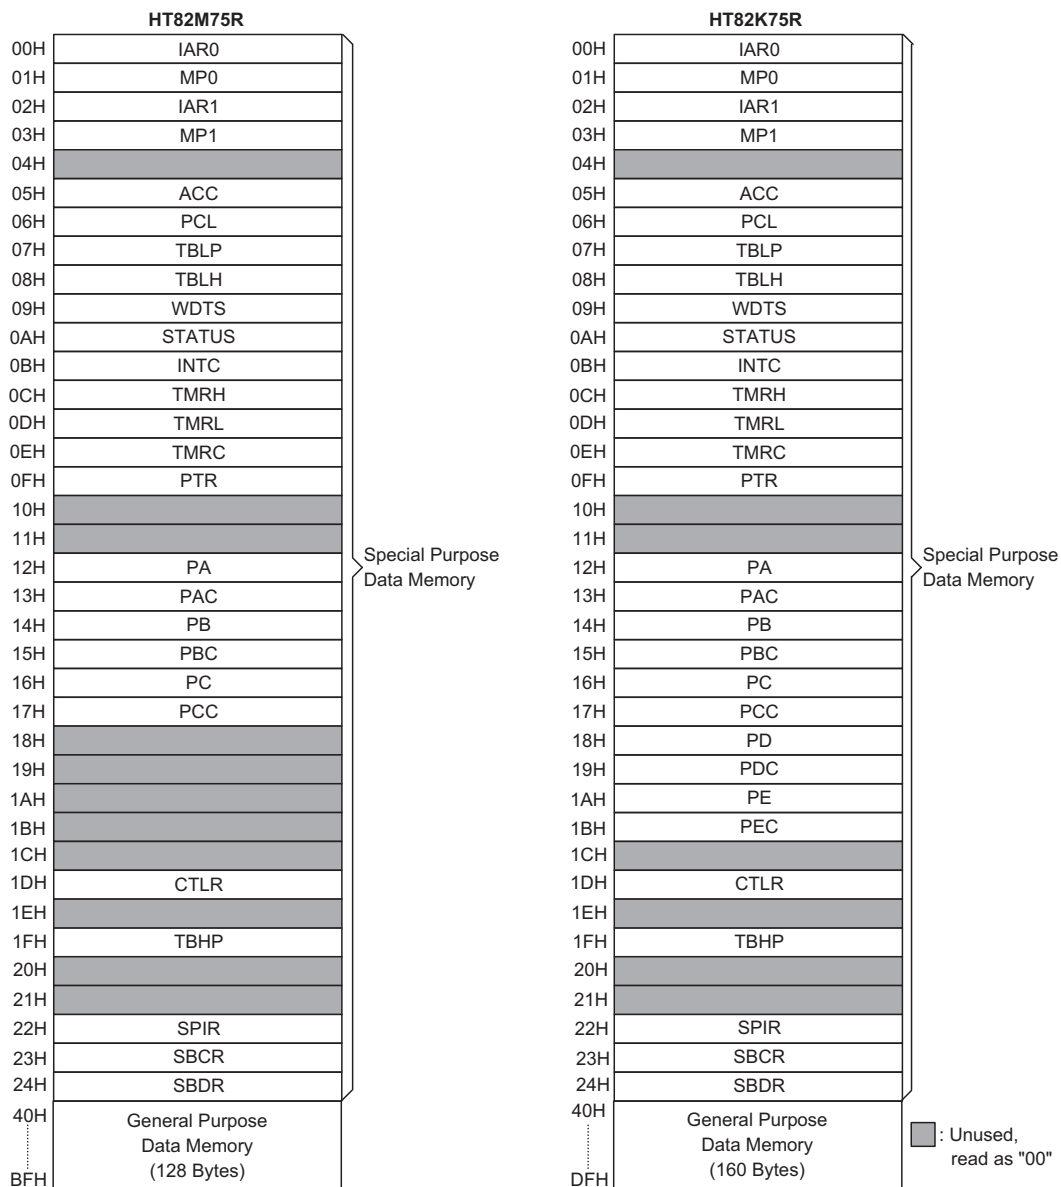 HT82M75R
00H IAR0
01H MP0
02H IAR1
03H MP1
04H
05H ACC
06H PCL
07H TBLP
08H TBLH
09H WDTS
0AH STATUS
0BH INTC
0CH TMRH
0DH TMRL
0EH TMRC
0FH PTR
10H
11H
12H PA
13H PAC
14H PB
15H PBC
16H PC
17H PCC
18H
19H
1AH
1BH
1CH
1DH CTLR
1EH
1FH TBHP
20H
21H
22H SPIR
23H SBCR
24H SBDR
40H
BFH
General Purpose
Data Memory
(128 Bytes)
Special Purpose
Data Memory
HT82K75R
00H IAR0
01H MP0
02H IAR1
03H MP1
04H
05H ACC
06H PCL
07H TBLP
08H TBLH
09H WDTS
0AH STATUS
0BH INTC
0CH TMRH
0DH TMRL
0EH TMRC
0FH PTR
10H
11H
12H PA
13H PAC
14H PB
15H PBC
16H PC
17H PCC
18H PD
19H PDC
1AH PE
1BH PEC
1CH
1DH CTLR
1EH
1FH TBHP
20H
21H
22H SPIR
23H SBCR
24H SBDR
40H
DFH
General Purpose
Data Memory
(160 Bytes)
Special Purpose
Data Memory
: Unused,
read as "00"